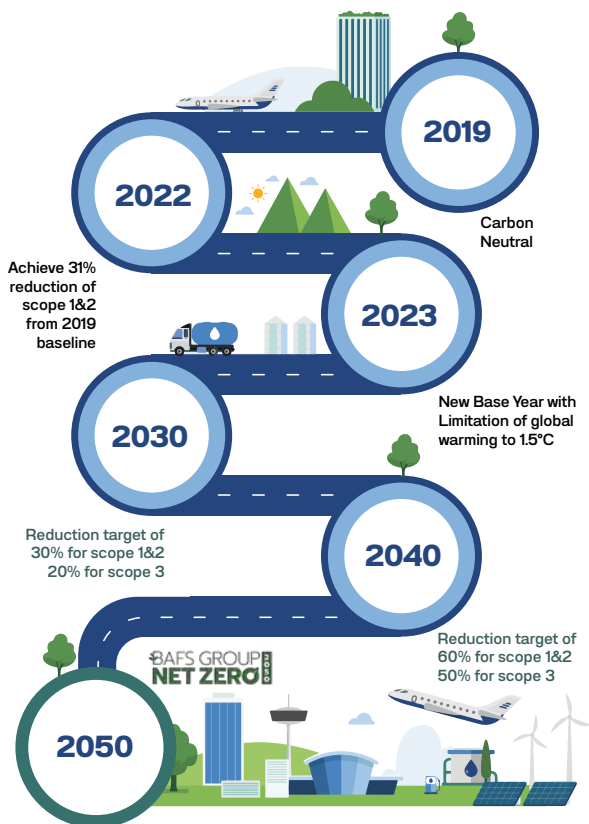 2019
Carbon
Neutral
2022
Achieve 31%
reduction of
scope 1&2
from 2019
baseline
2023
New Base Year with
Limitation of global
warming to 1.5°C
2030
Reduction target of
30% for scope 1&2
20% for scope 3
2040
Reduction target of
60% for scope 1&2
50% for scope 3
BAFS GROUP
NET ZERO
2050
2050